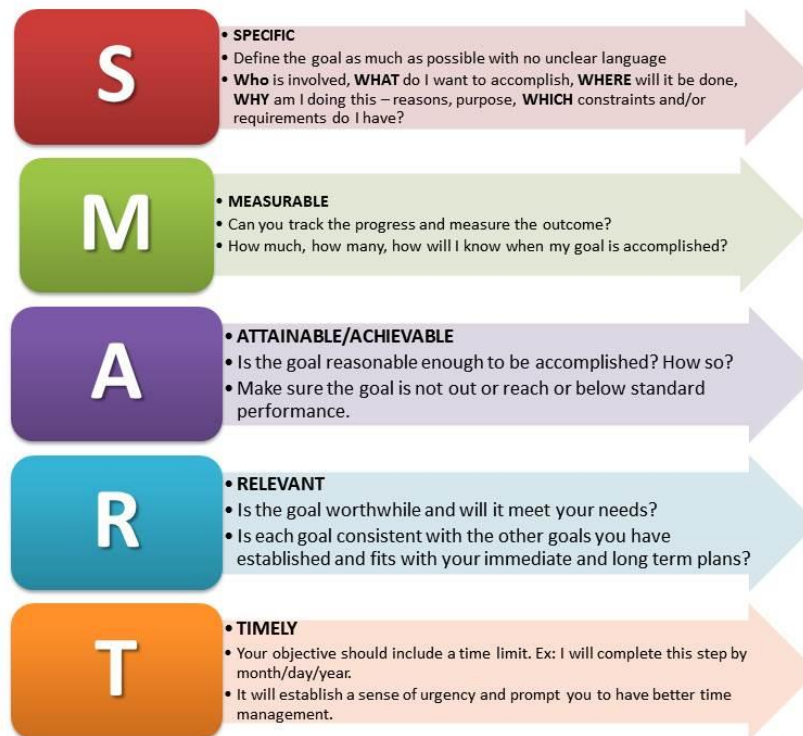 S
• SPECIFIC
• Define the goal as much as possible with no unclear language
• Who is involved, WHAT do I want to accomplish, WHERE will it be done,
WHY am I doing this – reasons, purpose, WHICH constraints and/or
requirements do I have?
M
• MEASURABLE
• Can you track the progress and measure the outcome?
• How much, how many, how will I know when my goal is accomplished?
A
• ATTAINABLE/ACHIEVABLE
• Is the goal reasonable enough to be accomplished? How so?
• Make sure the goal is not out or reach or below standard
performance.
R
• RELEVANT
• Is the goal worthwhile and will it meet your needs?
• Is each goal consistent with the other goals you have
established and fits with your immediate and long term plans?
T
• TIMELY
• Your objective should include a time limit. Ex: I will complete this step by
month/day/year.
• It will establish a sense of urgency and prompt you to have better time
management.